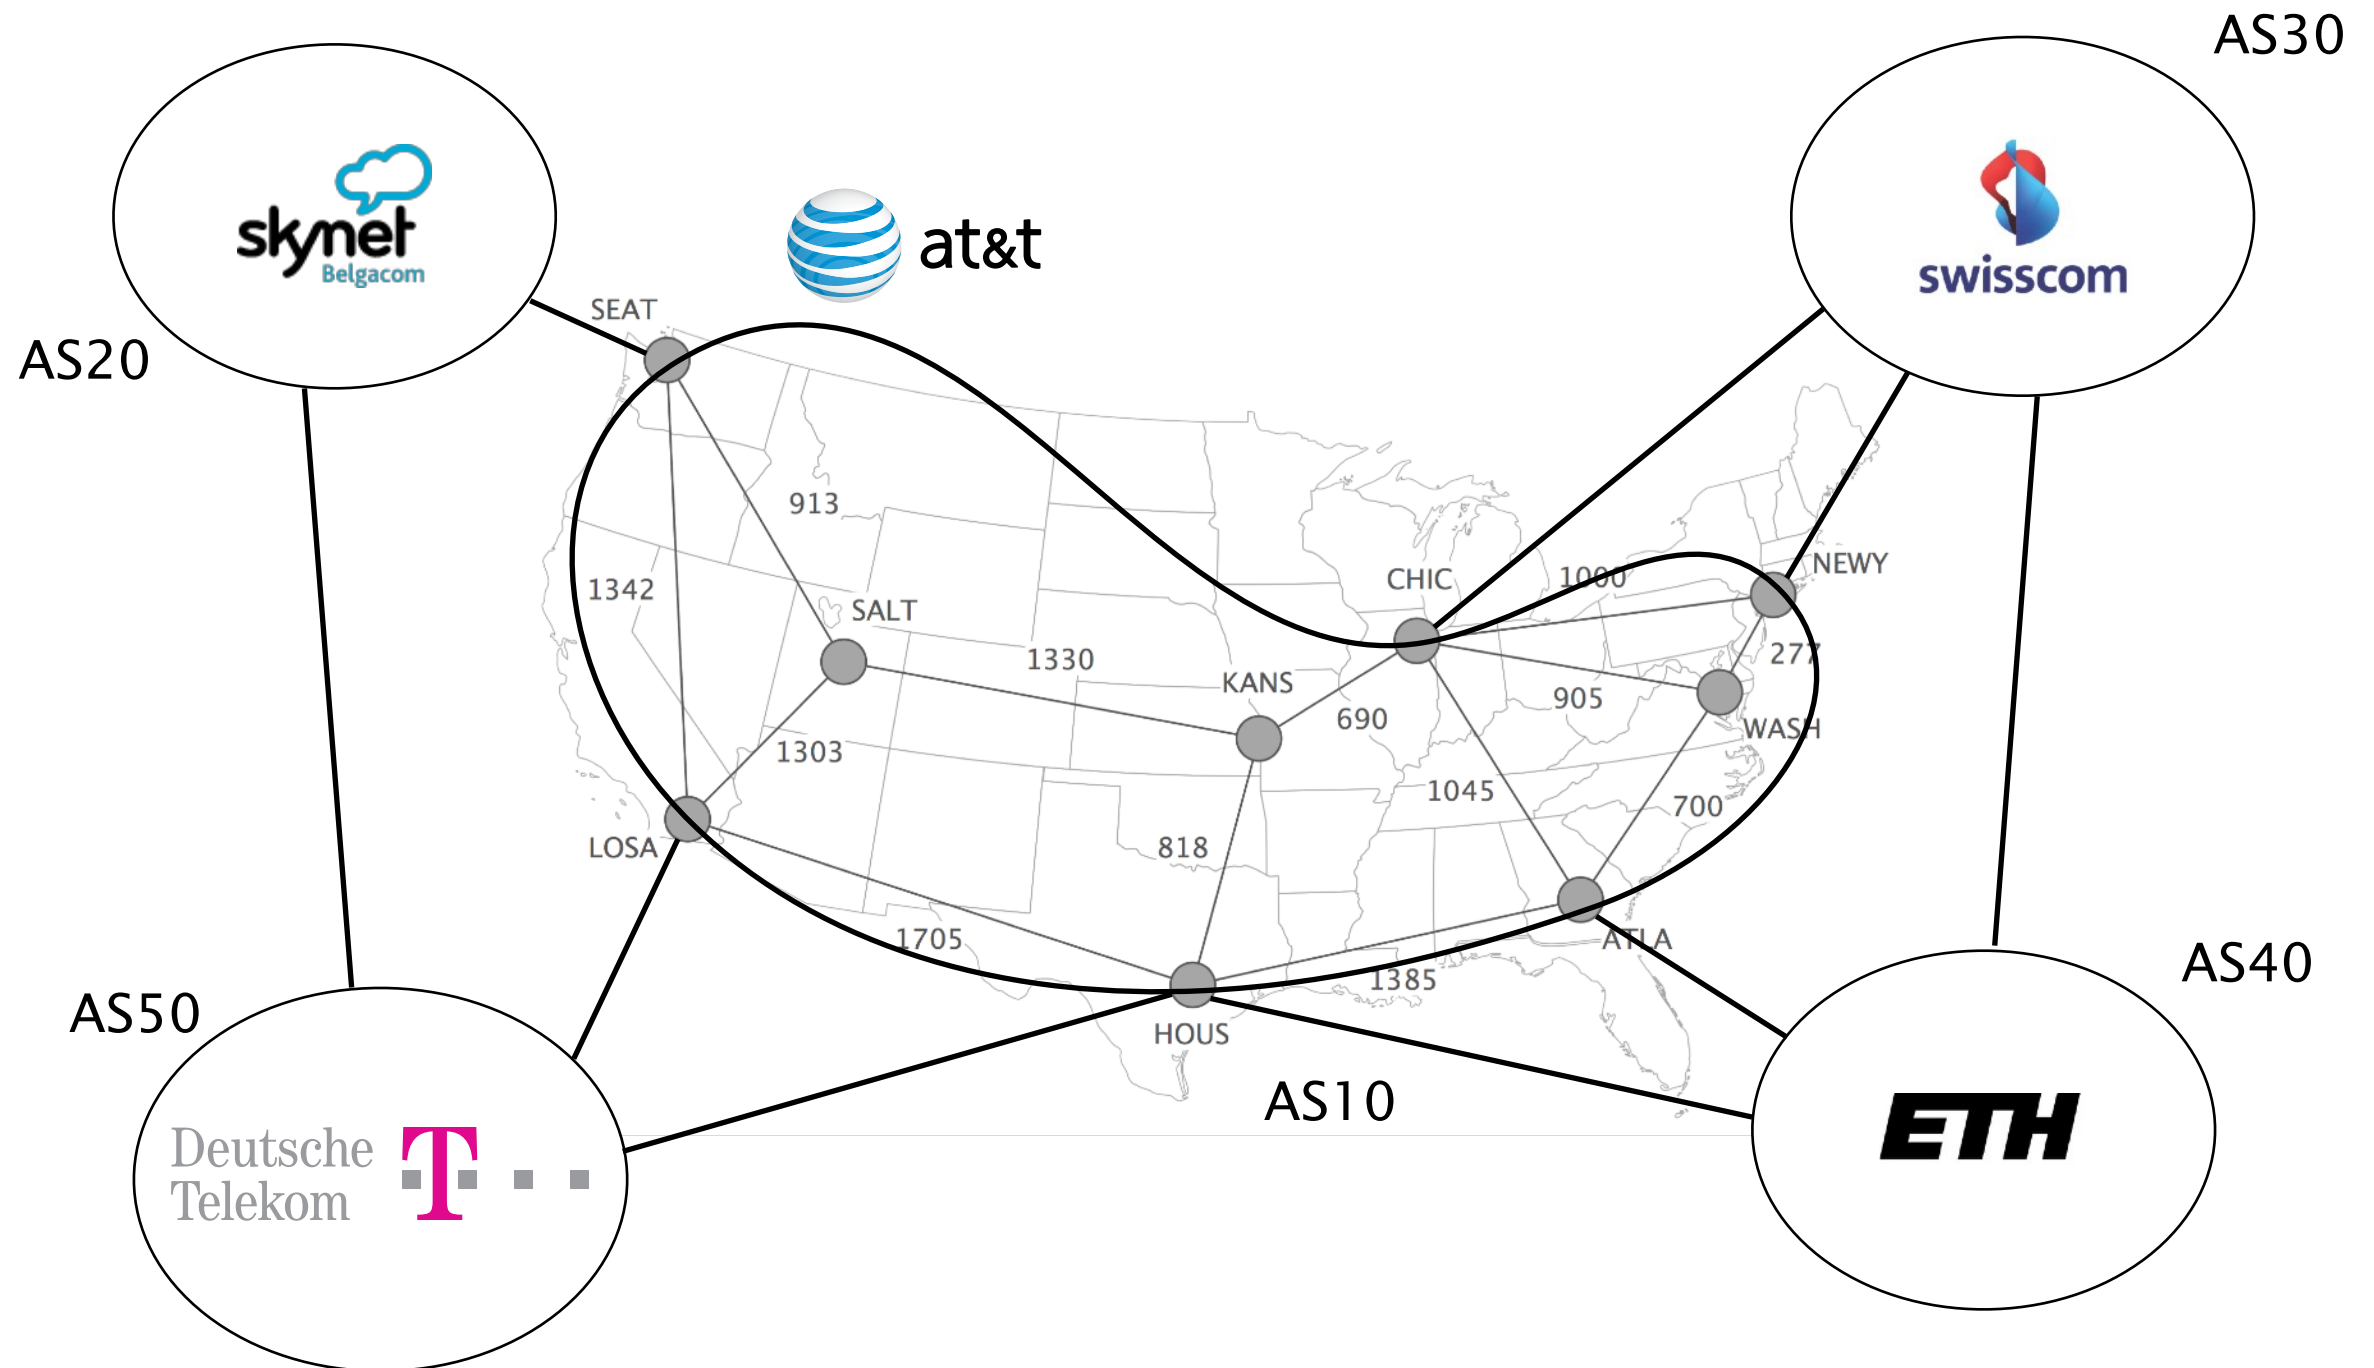 AS30
skynet
Belgacom
at&t
swisscom
SEAT
AS20
913
CHIC
1000
NEWY
1342
SALT
1330
KANS
277
905
690
WASH
1303
1045
700
LOSA
818
1705
ATLA
1385
AS40
AS50
HOUS
AS10
ETH
Deutsche
Telekom
T